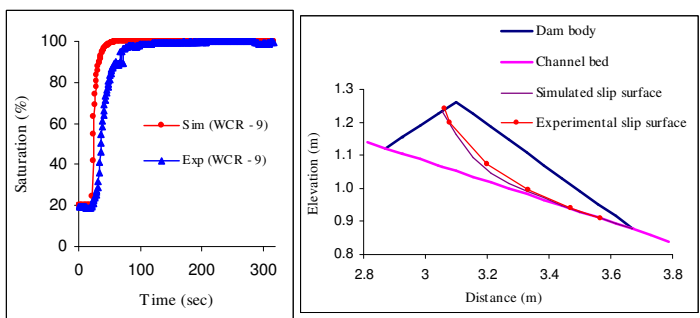 100
80
60
40
20
0
0 100 200 300
Saturation (%)
Time (sec)
Sim (WCR - 9)
Exp (WCR - 9)
Dam body
Channel bed
Simulated slip surface
Experimental slip surface
1.3
1.2
1.1
1.0
0.9
0.8
2.8 3 3.2 3.4 3.6 3.8
Elevation (m)
Distance (m)